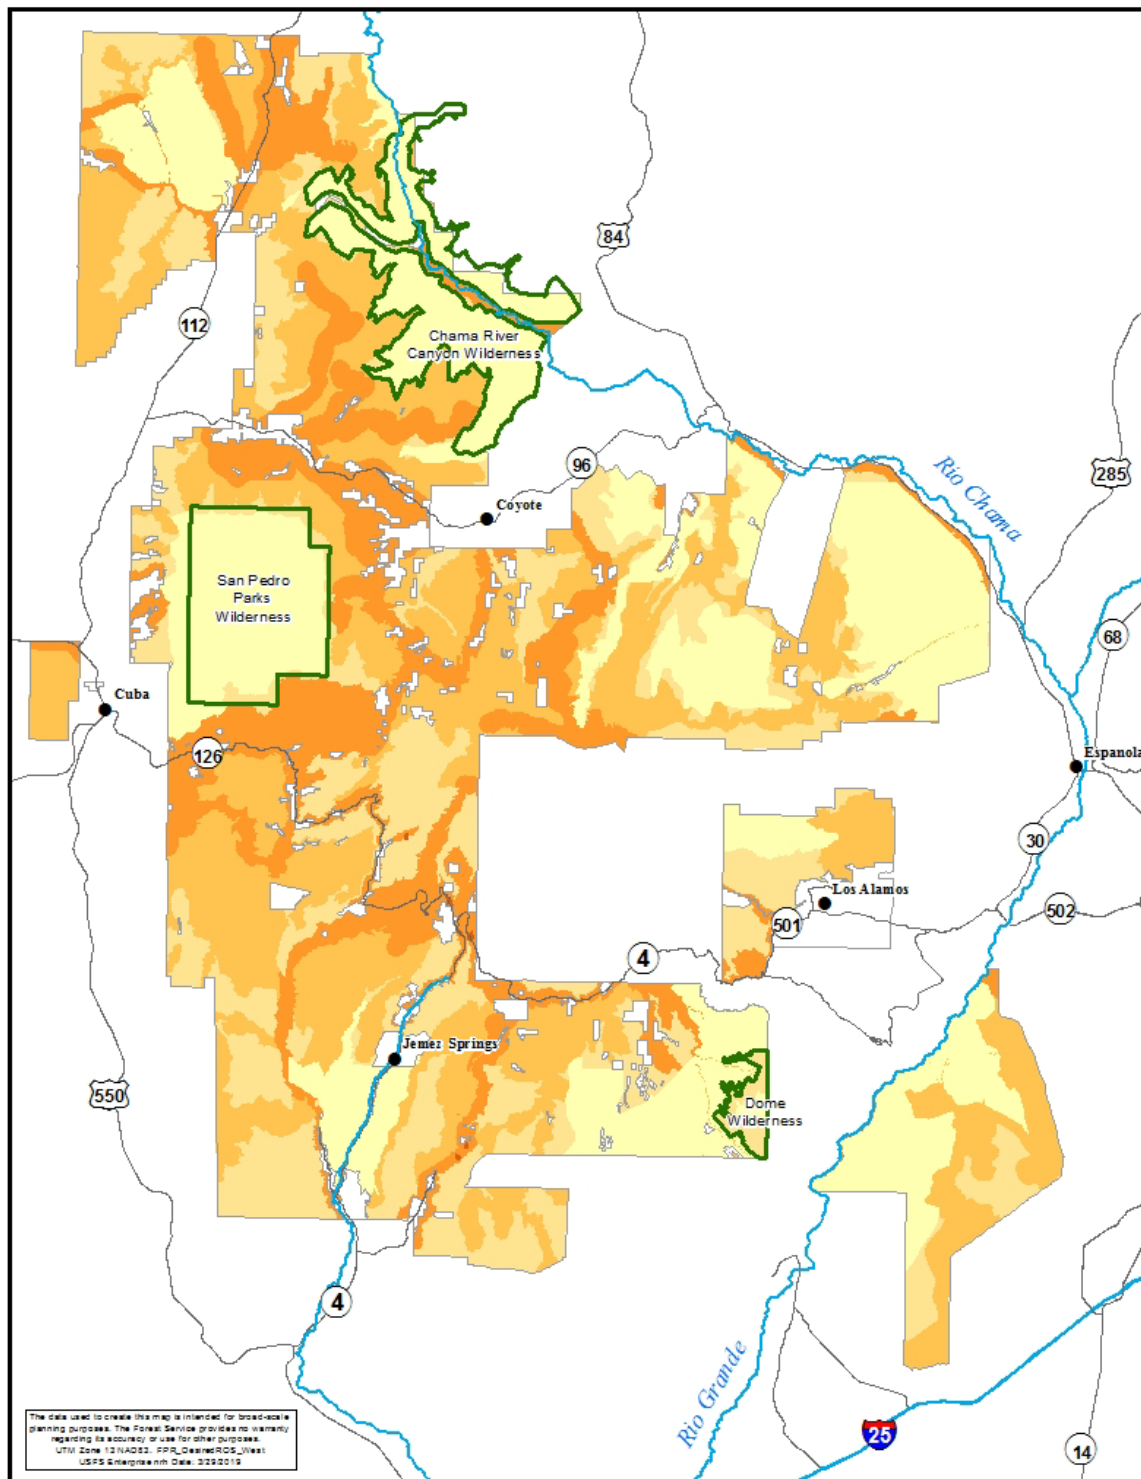 84
112
Chama River
Canyon Wilderness
96
Rio Chama
285
Coyote
San Pedro
Parks
Wilderness
68
Cuba
126
Espanola
30
Los Alamos
501
502
4
Jemez Springs
550
Dome
Wilderness
4
Rio Grande
25
14
The data used to create this map is intended for broad-scale
planning purposes. The Forest Service provides no warranty
regarding its accuracy or use for other purposes.
UTM Zone 13 NAD83. FPR_DesiredROS_West
USFS Enterprise nrh Date: 3/29/2019